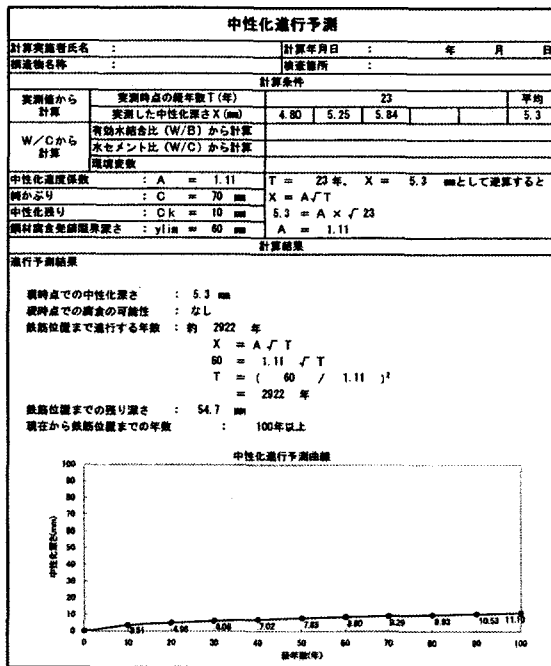 中性化進行予測
計算実施者氏名 : 計算年月日 : 年 月 日
構造物名称 : 検査箇所 :
計算条件
実測値から計算 実測時点の経年数T(年) 23 平均
実測した中性化深さX(mm) 4.80 5.25 5.84 5.3
W/Cから計算 有効水結合比(W/B)から計算
水セメント比(W/C)から計算
環境変数
中性化速度係数 : A = 1.11 T = 23年、 X = 5.3 mmとして逆算すると
純かぶり : C = 70 mm X = A√T
中性化残り : Ck = 10 mm 5.3 = A × √23
鋼材腐食発錆限界深さ : ylim = 60 mm A = 1.11
計算結果
進行予測結果
現時点での中性化深さ : 5.3 mm
現時点での腐食の可能性 : なし
鉄筋位置まで進行する年数 : 約 2922 年
X = A√T
60 = 1.11 √T
T = ( 60 / 1.11 )²
= 2922 年
鉄筋位置までの残り深さ : 54.7 mm
現在から鉄筋位置までの年数 : 100年以上
中性化進行予測曲線
中性化深さ(mm)
100
90
80
70
60
50
40
30
20
10
0
3.51 4.96 6.08 7.02 7.85 8.60 9.29 9.93 10.53 11.10
0 10 20 30 40 50 60 70 80 90 100
経年数(年)